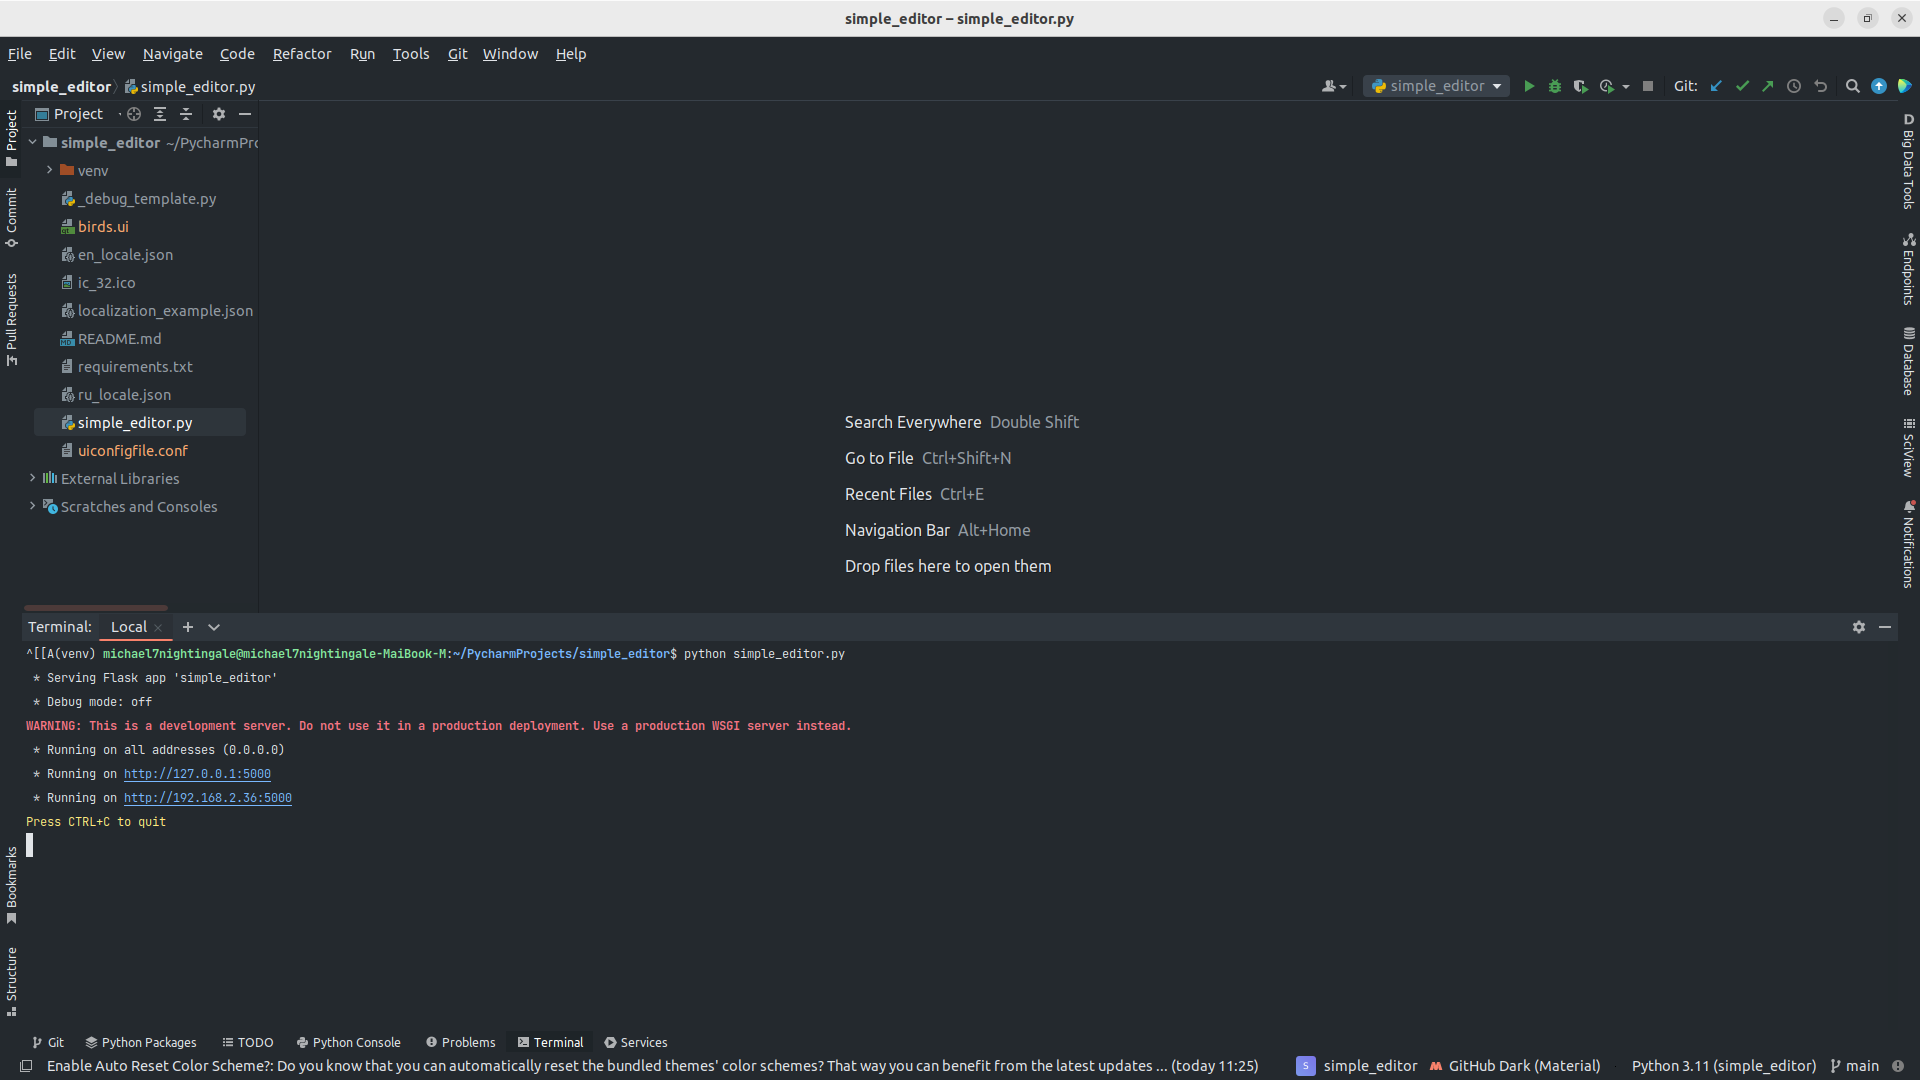 simple_editor – simple_editor.py
File Edit View Navigate Code Refactor Run Tools Git Window Help
simple_editor simple_editor.py
simple_editor
Git:
Project
simple_editor ~/PycharmPro
venv
_debug_template.py
birds.ui
en_locale.json
ic_32.ico
localization_example.json
README.md
requirements.txt
ru_locale.json
simple_editor.py
uiconfigfile.conf
External Libraries
Scratches and Consoles
Project
Commit
Pull Requests
Bookmarks
Structure
Search Everywhere Double Shift
Go to File Ctrl+Shift+N
Recent Files Ctrl+E
Navigation Bar Alt+Home
Drop files here to open them
D Big Data Tools
Endpoints
Database
SciView
Notifications
Terminal: Local
^[[A(venv) michael7nightingale@michael7nightingale-MaiBook-M:~/PycharmProjects/simple_editor$ python simple_editor.py
* Serving Flask app 'simple_editor'
* Debug mode: off
WARNING: This is a development server. Do not use it in a production deployment. Use a production WSGI server instead.
* Running on all addresses (0.0.0.0)
* Running on http://127.0.0.1:5000
* Running on http://192.168.2.36:5000
Press CTRL+C to quit
Git Python Packages TODO Python Console Problems Terminal Services
Enable Auto Reset Color Scheme?: Do you know that you can automatically reset the bundled themes' color schemes? That way you can benefit from the latest updates ... (today 11:25) S simple_editor GitHub Dark (Material) Python 3.11 (simple_editor) main